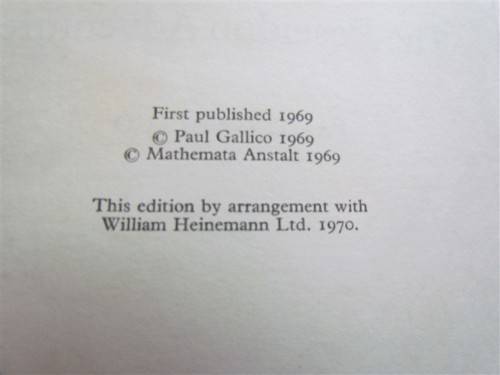 First published 1969
© Paul Gallico 1969
© Mathemata Anstalt 1969
This edition by arrangement with
William Heinemann Ltd. 1970.